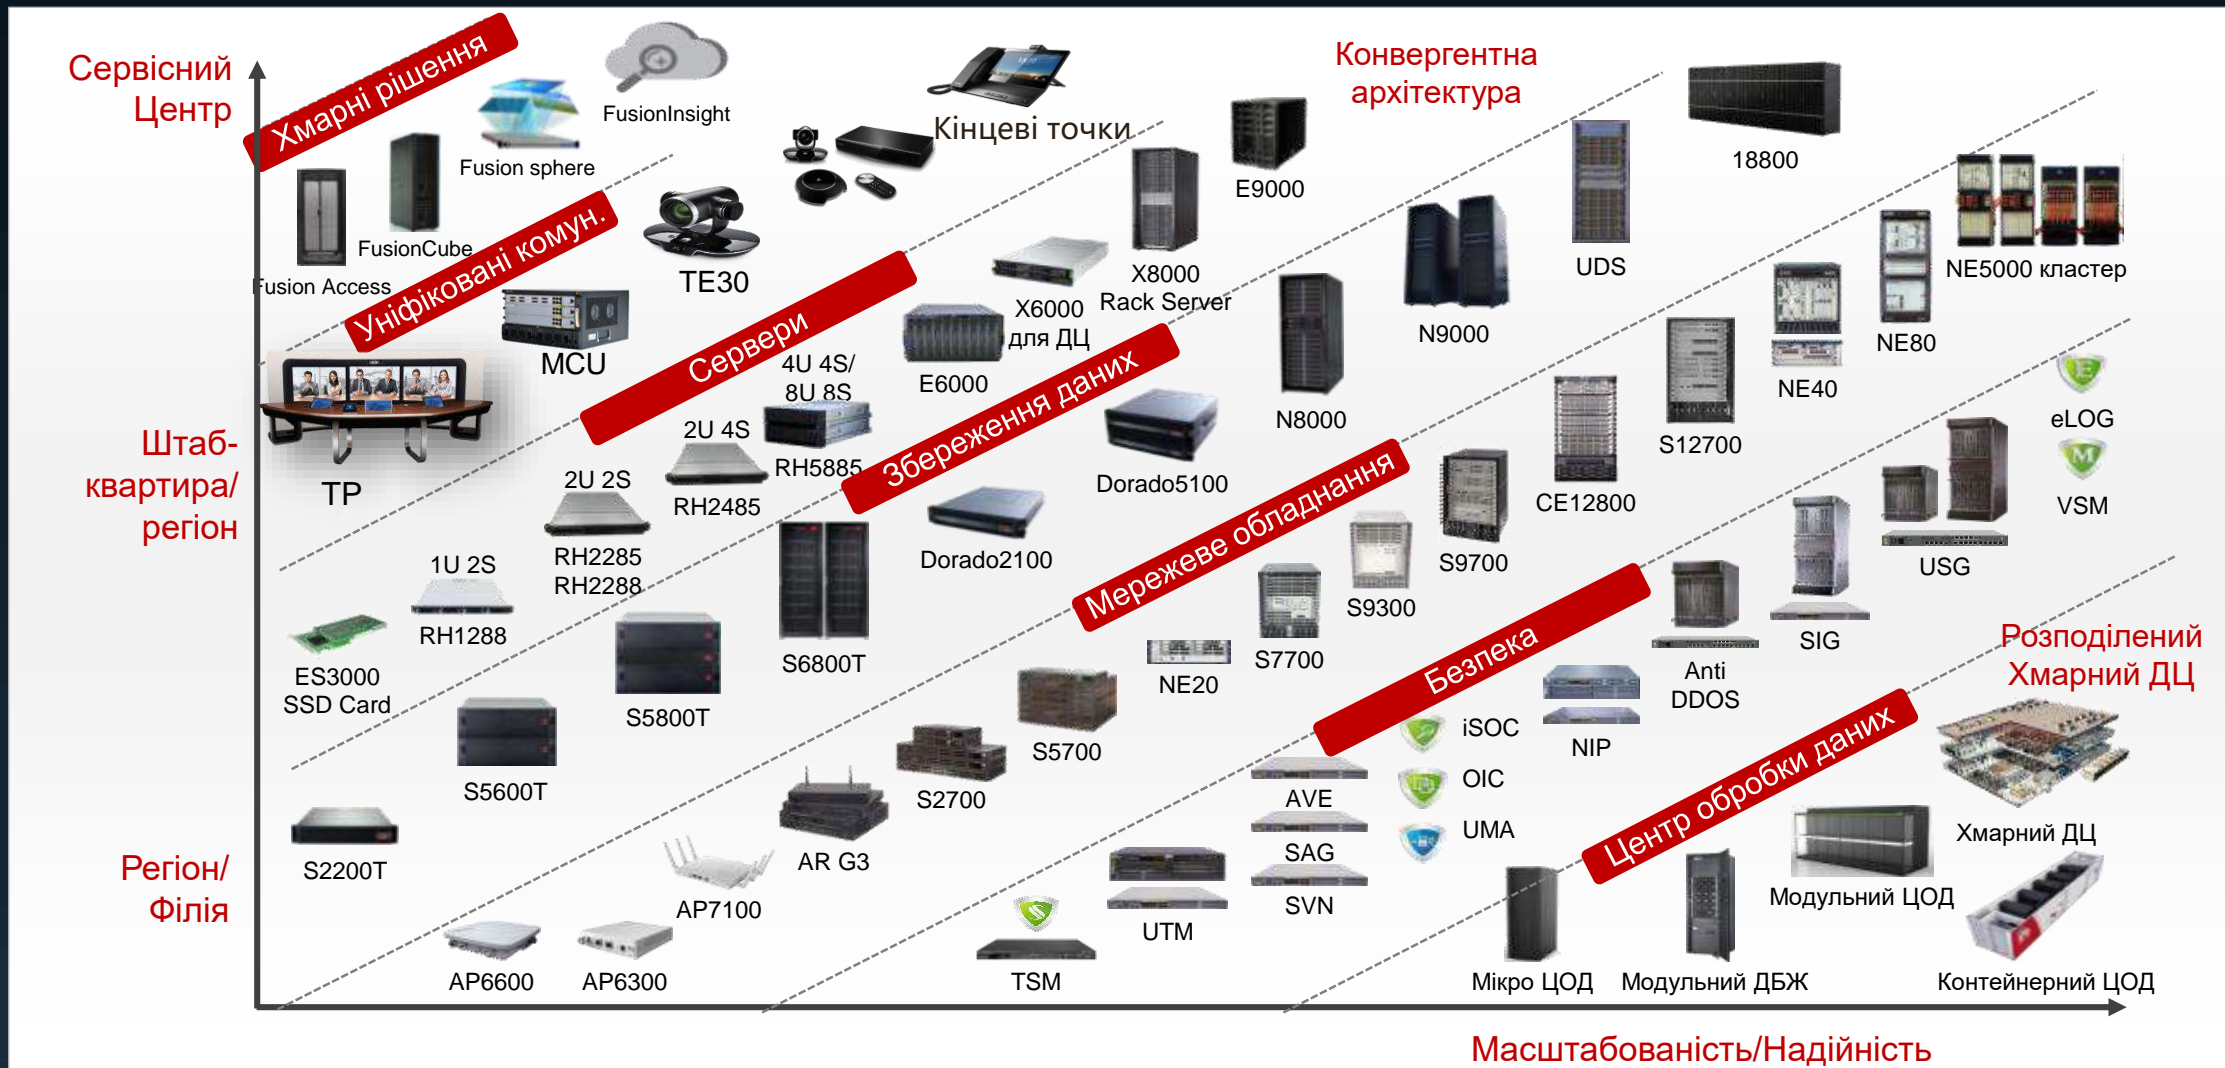 Сервісний
Центр
Штаб-
квартира/
регіон
Регіон/
Філія
Хмарні рішення
FusionInsight
Fusion sphere
FusionCube
Fusion Access
Кінцеві точки
Уніфіковані комун.
TE30
MCU
TP
Конвергентна
архітектура
Сервери
E9000
X8000
Rack Server
X6000
для ДЦ
E6000
4U 4S/
8U 8S
RH5885
2U 4S
RH2485
2U 2S
RH2285
RH2288
1U 2S
RH1288
ES3000
SSD Card
Збереження даних
18800
UDS
N9000
N8000
Dorado5100
Dorado2100
S6800T
S5800T
S5600T
S2200T
Мережеве обладнання
NE5000 кластер
NE80
NE40
S12700
CE12800
S9700
S9300
S7700
NE20
S5700
S2700
AR G3
AP7100
AP6300
AP6600
Безпека
eLOG
VSM
USG
SIG
Anti
DDOS
NIP
iSOC
OIC
UMA
AVE
SAG
SVN
UTM
TSM
Розподілений
Хмарний ДЦ
Центр обробки даних
Хмарний ДЦ
Модульний ЦОД
Контейнерний ЦОД
Модульний ДБЖ
Мікро ЦОД
Масштабованість/Надійність